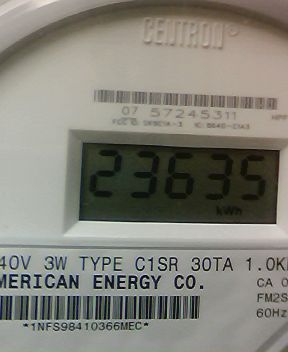 CENTRON®
07 57245311
23635
kWh
40V 3W TYPE C1SR 30TA 1.0K
MERICAN ENERGY CO.
CA 0
FM2S
60Hz
*1NFS98410366MEC*